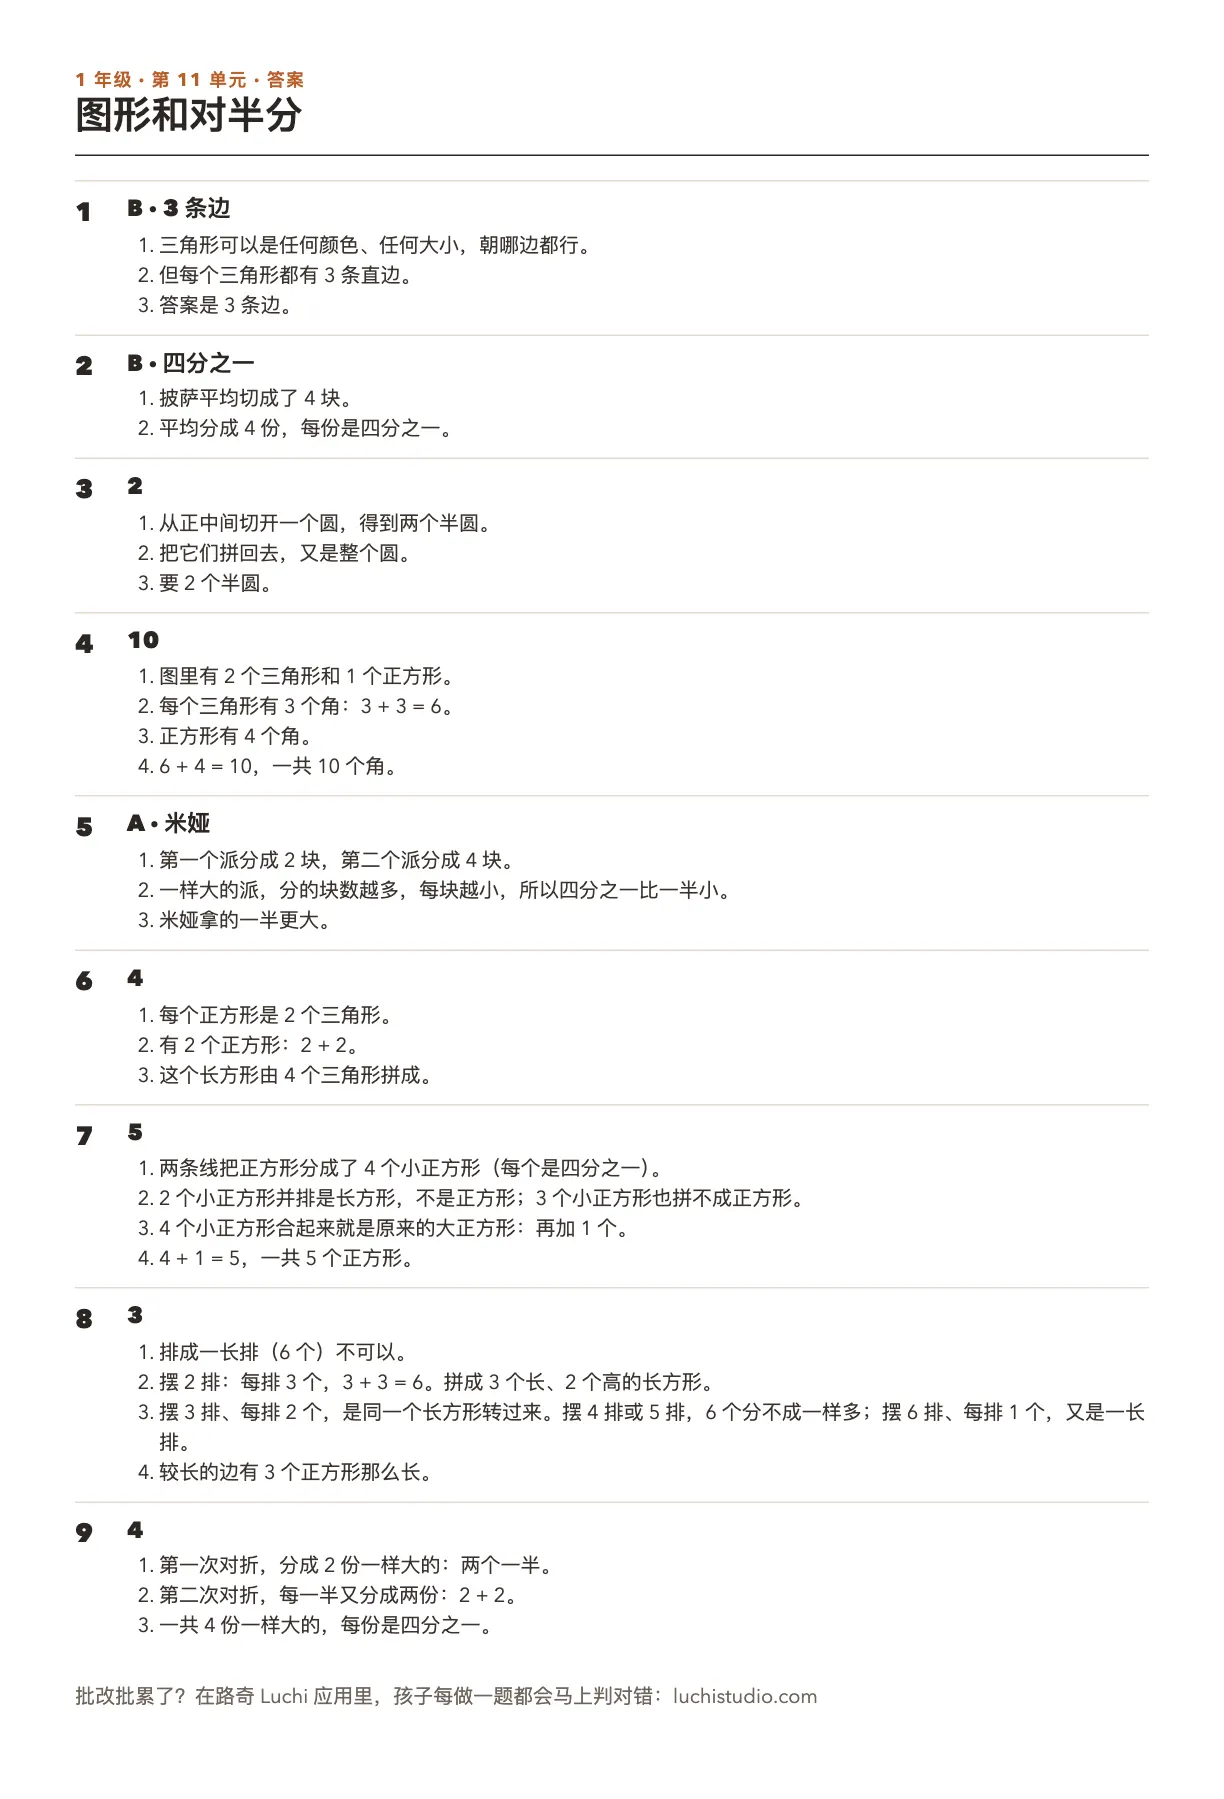 1 年级 · 第 11 单元 · 答案
图形和对半分
1 B · 3 条边
1. 三角形可以是任何颜色、任何大小，朝哪边都行。
2. 但每个三角形都有 3 条直边。
3. 答案是 3 条边。
2 B · 四分之一
1. 披萨平均切成了 4 块。
2. 平均分成 4 份，每份是四分之一。
3 2
1. 从正中间切开一个圆，得到两个半圆。
2. 把它们拼回去，又是整个圆。
3. 要 2 个半圆。
4 10
1. 图里有 2 个三角形和 1 个正方形。
2. 每个三角形有 3 个角：3 + 3 = 6。
3. 正方形有 4 个角。
4. 6 + 4 = 10，一共 10 个角。
5 A · 米娅
1. 第一个派分成 2 块，第二个派分成 4 块。
2. 一样大的派，分的块数越多，每块越小，所以四分之一比一半小。
3. 米娅拿的一半更大。
6 4
1. 每个正方形是 2 个三角形。
2. 有 2 个正方形：2 + 2。
3. 这个长方形由 4 个三角形拼成。
7 5
1. 两条线把正方形分成了 4 个小正方形（每个是四分之一）。
2. 2 个小正方形并排是长方形，不是正方形；3 个小正方形也拼不成正方形。
3. 4 个小正方形合起来就是原来的大正方形：再加 1 个。
4. 4 + 1 = 5，一共 5 个正方形。
8 3
1. 排成一长排（6 个）不可以。
2. 摆 2 排：每排 3 个，3 + 3 = 6。拼成 3 个长、2 个高的长方形。
3. 摆 3 排、每排 2 个，是同一个长方形转过来。摆 4 排或 5 排，6 个分不成一样多；摆 6 排、每排 1 个，又是一长
排。
4. 较长的边有 3 个正方形那么长。
9 4
1. 第一次对折，分成 2 份一样大的：两个一半。
2. 第二次对折，每一半又分成两份：2 + 2。
3. 一共 4 份一样大的，每份是四分之一。
批改批累了？在路奇 Luchi 应用里，孩子每做一题都会马上判对错：luchistudio.com